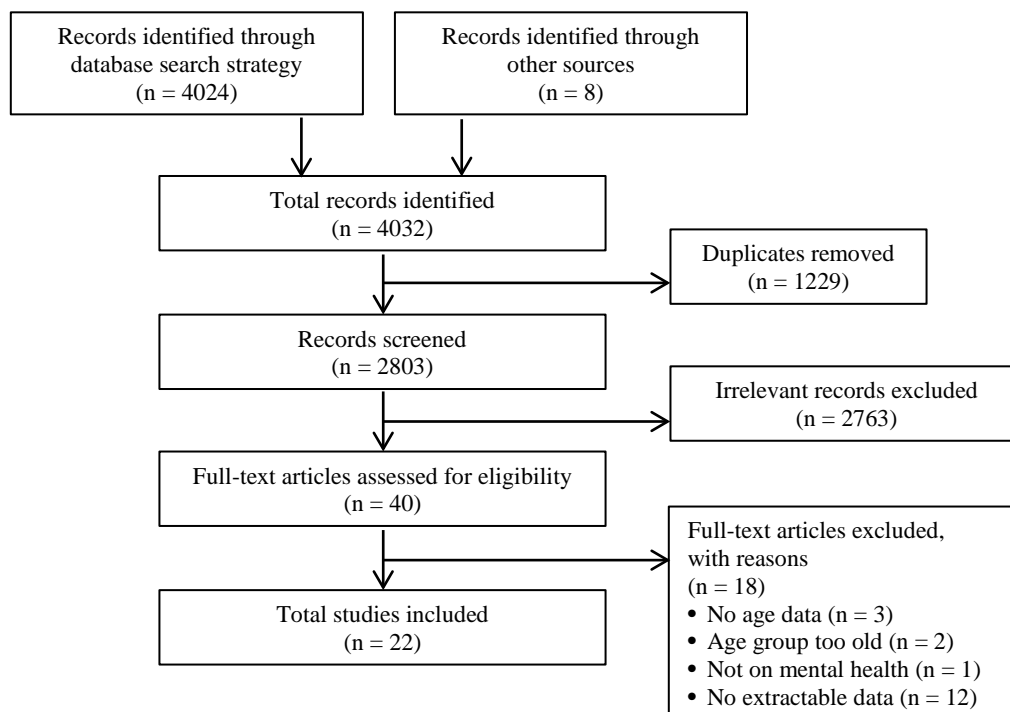 Records identified through
database search strategy
(n = 4024)
Records identified through
other sources
(n = 8)
Total records identified
(n = 4032)
Duplicates removed
(n = 1229)
Records screened
(n = 2803)
Irrelevant records excluded
(n = 2763)
Full-text articles assessed for eligibility
(n = 40)
Full-text articles excluded,
with reasons
(n = 18)
• No age data (n = 3)
• Age group too old (n = 2)
• Not on mental health (n = 1)
• No extractable data (n = 12)
Total studies included
(n = 22)